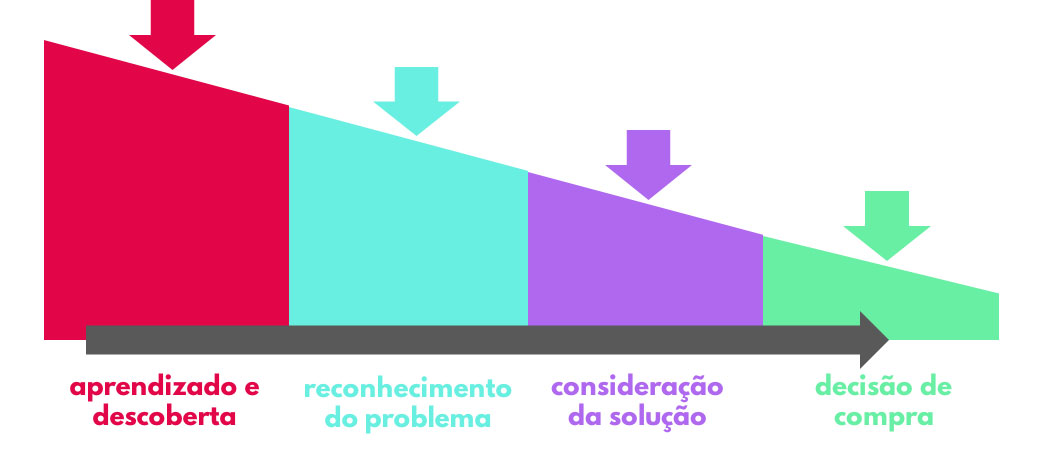 aprendizado e
descoberta
reconhecimento
do problema
consideração
da solução
decisão de
compra